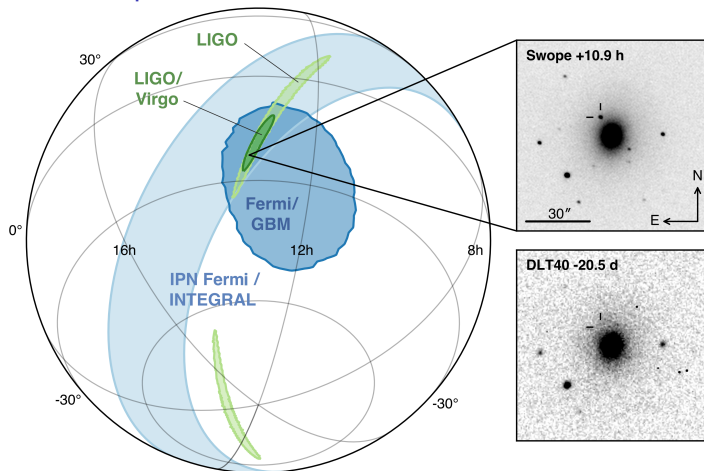 LIGO
30°
LIGO/
Virgo
Swope +10.9 h
Fermi/
GBM
N
E
30″
0°
16h
12h
8h
IPN Fermi /
INTEGRAL
DLT40 -20.5 d
-30°
-30°